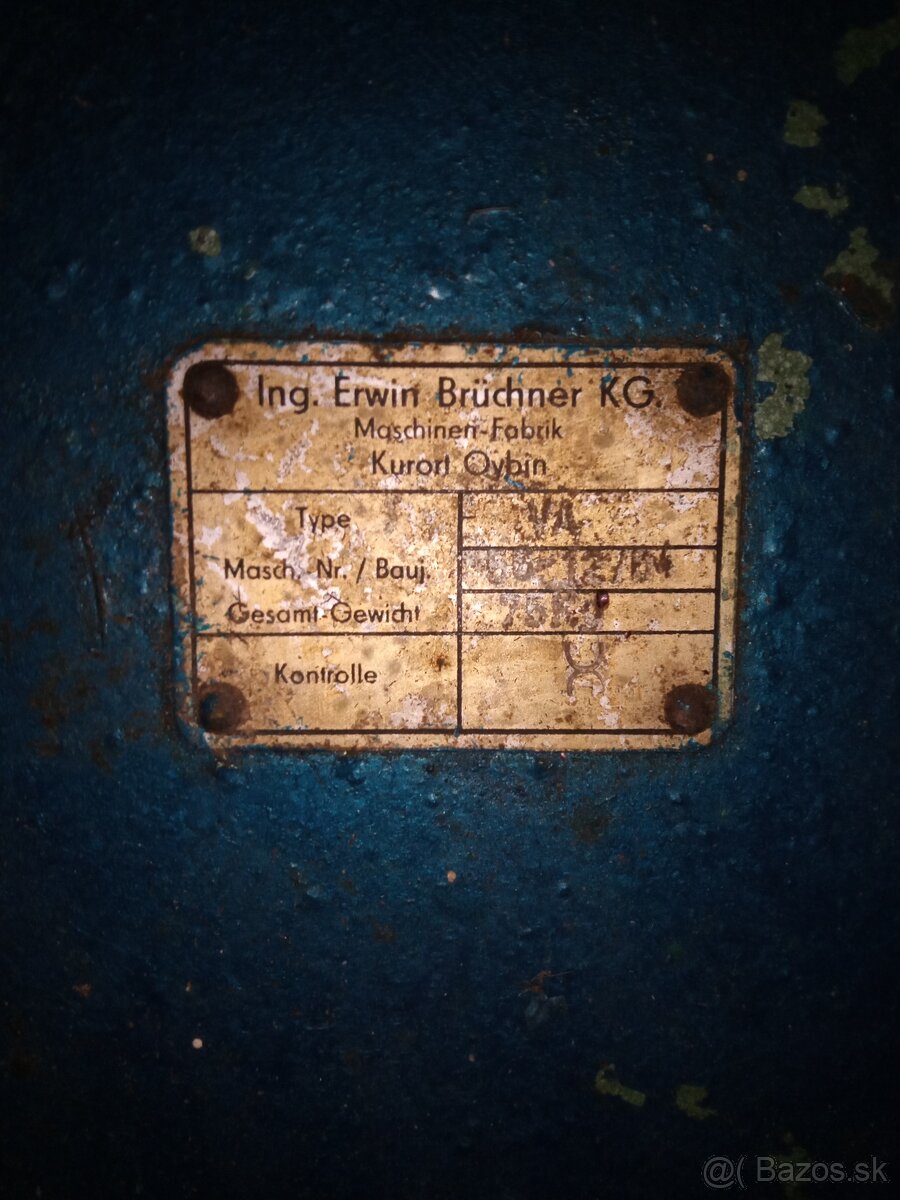 Ing. Erwin Brüchner KG.
Maschinen-Fabrik
Kurort Oybin
Type VA
Masch.-Nr. / Bauj.
Gesamt-Gewicht
Kontrolle
@( Bazos.sk